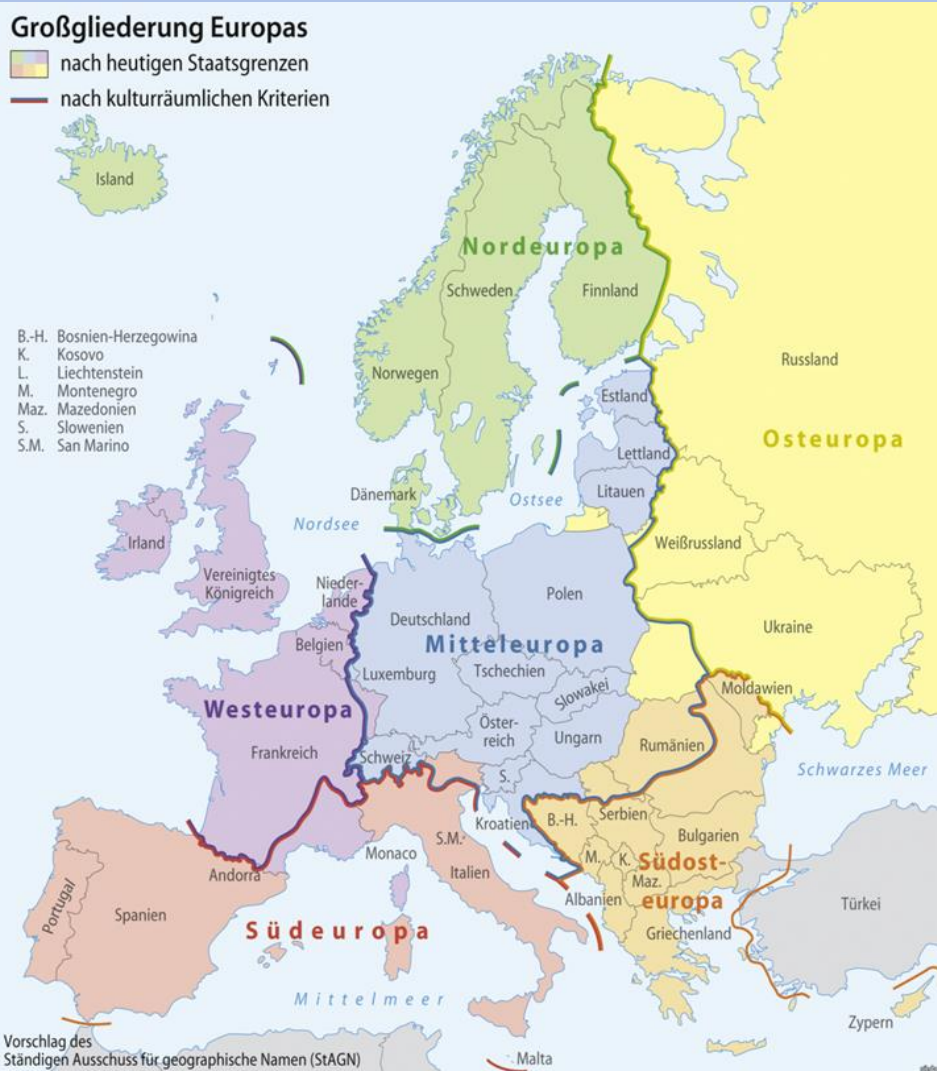 Großgliederung Europas
nach heutigen Staatsgrenzen
nach kulturräumlichen Kriterien
Island
B.-H. Bosnien-Herzegowina
K. Kosovo
L. Liechtenstein
M. Montenegro
Maz. Mazedonien
S. Slowenien
S.M. San Marino
Nordeuropa
Schweden
Finnland
Norwegen
Russland
Estland
Osteuropa
Lettland
Litauen
Dänemark
Ostsee
Nordsee
Irland
Weißrussland
Vereinigtes
Königreich
Nieder-
lande
Polen
Deutschland
Ukraine
Belgien
Mitteleuropa
Luxemburg
Tschechien
Slowakei
Moldawien
Westeuropa
Öster-
reich
Ungarn
Rumänien
Frankreich
Schweiz
Schwarzes Meer
S.
Kroatien
B.-H.
Serbien
S.M.
Bulgarien
Monaco
M.
K.
Südost-
europa
Italien
Andorra
Maz.
Albanien
Portugal
Spanien
Südeuropa
Griechenland
Türkei
Mittelmeer
Zypern
Malta
Vorschlag des
Ständigen Ausschuss für geographische Namen (StAGN)